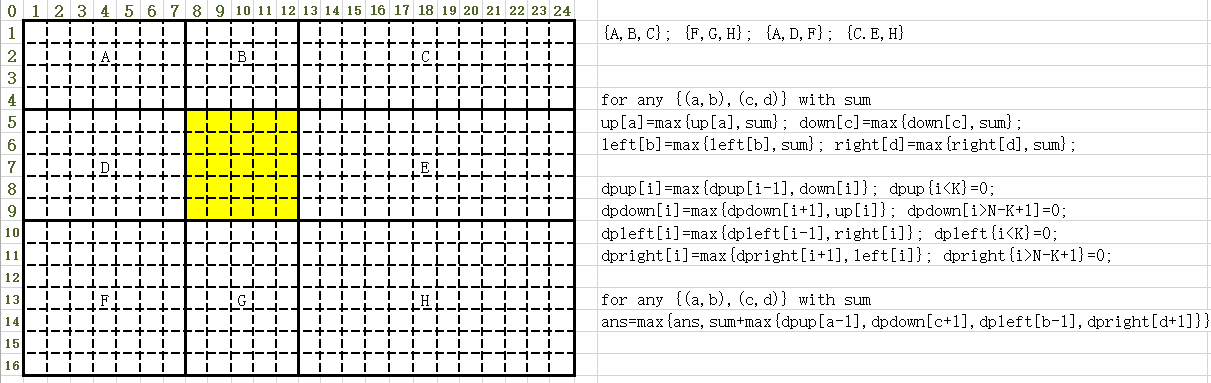 0 1 2 3 4 5 6 7 8 9 10 11 12 13 14 15 16 17 18 19 20 21 22 23 24
1 {A,B,C}; {F,G,H}; {A,D,F}; {C.E,H}
2 A B C
3
4 for any {(a,b),(c,d)} with sum
5 up[a]=max{up[a],sum}; down[c]=max{down[c],sum};
6 left[b]=max{left[b],sum}; right[d]=max{right[d],sum};
7 D E
8 dpup[i]=max{dpup[i-1],down[i]}; dpup{i<K}=0;
9 dpdown[i]=max{dpdown[i+1],up[i]}; dpdown[i>N-K+1]=0;
10 dpleft[i]=max{dpleft[i-1],right[i]}; dpleft{i<K}=0;
11 dpright[i]=max{dpright[i+1],left[i]}; dpright{i>N-K+1}=0;
12
13 F G H for any {(a,b),(c,d)} with sum
14 ans=max{ans,sum+max{dpup[a-1],dpdown[c+1],dpleft[b-1],dpright[d+1]}}
15
16